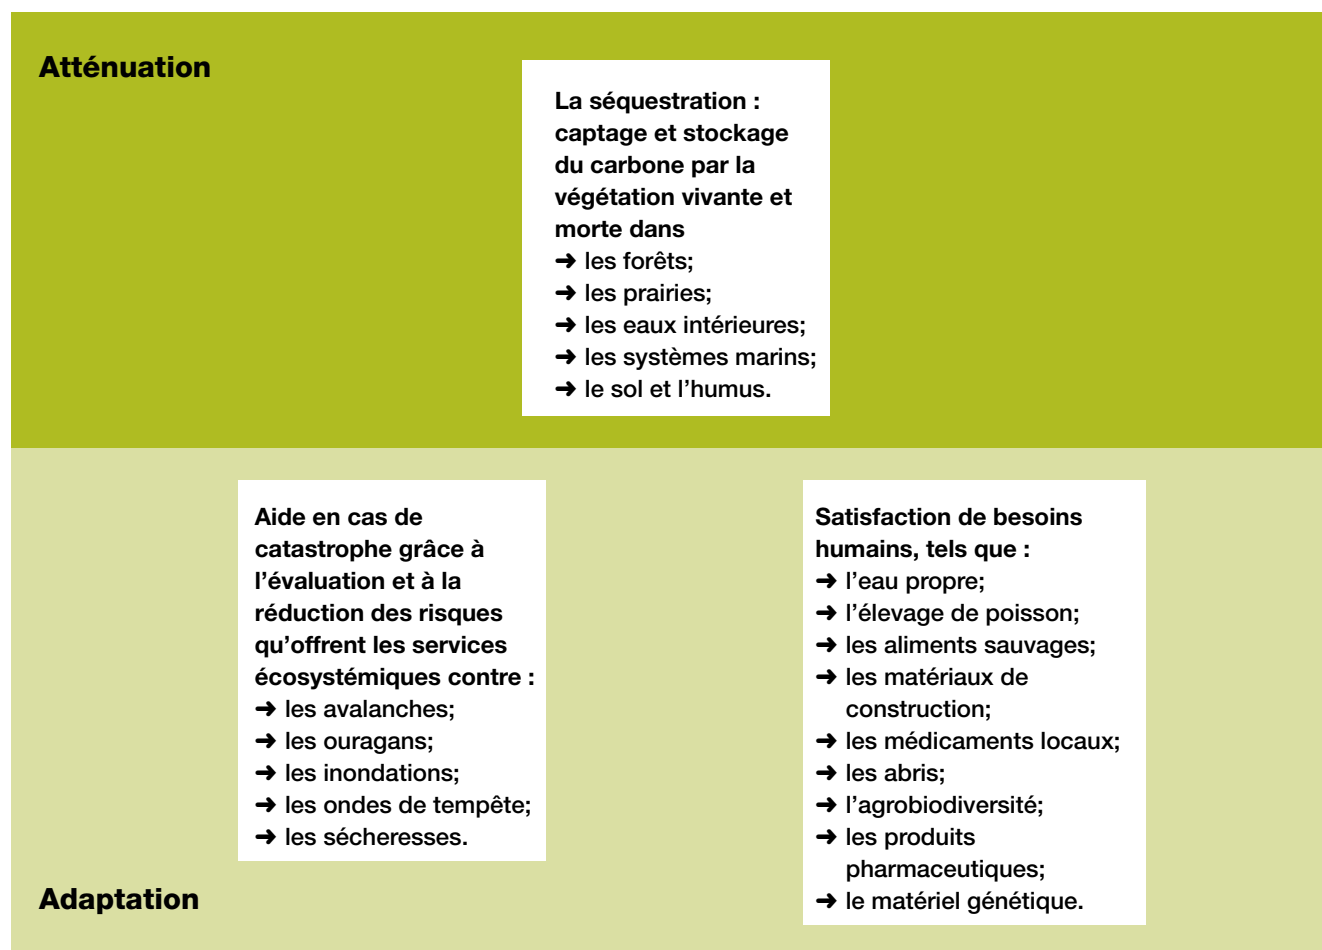 Atténuation
La séquestration :
captage et stockage
du carbone par la
végétation vivante et
morte dans
➜ les forêts;
➜ les prairies;
➜ les eaux intérieures;
➜ les systèmes marins;
➜ le sol et l’humus.
Aide en cas de
catastrophe grâce à
l’évaluation et à la
réduction des risques
qu’offrent les services
écosystémiques contre :
➜ les avalanches;
➜ les ouragans;
➜ les inondations;
➜ les ondes de tempête;
➜ les sécheresses.
Satisfaction de besoins
humains, tels que :
➜ l’eau propre;
➜ l’élevage de poisson;
➜ les aliments sauvages;
➜ les matériaux de
construction;
➜ les médicaments locaux;
➜ les abris;
➜ l’agrobiodiversité;
➜ les produits
pharmaceutiques;
➜ le matériel génétique.
Adaptation